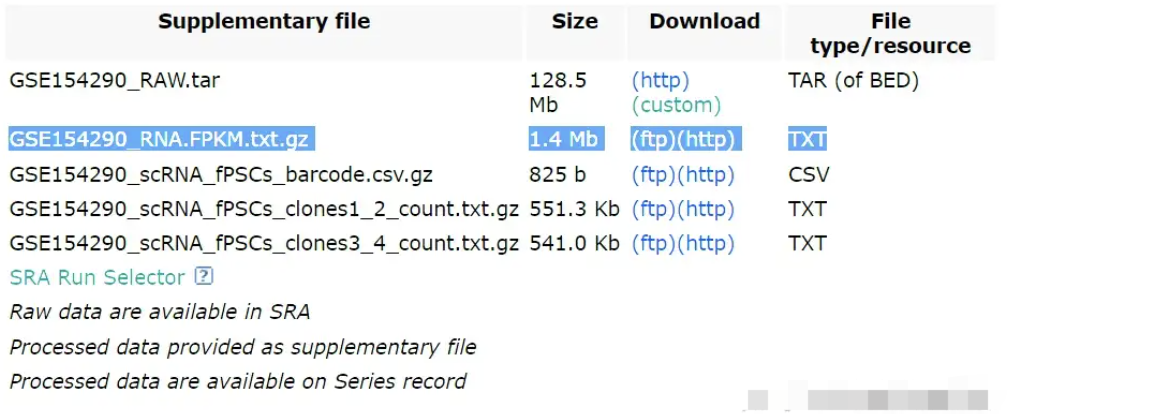 Supplementary file Size Download File
type/resource
GSE154290_RAW.tar 128.5 (http) TAR (of BED)
Mb (custom)
GSE154290_RNA.FPKM.txt.gz 1.4 Mb (ftp)(http) TXT
GSE154290_scRNA_fPSCs_barcode.csv.gz 825 b (ftp)(http) CSV
GSE154290_scRNA_fPSCs_clones1_2_count.txt.gz 551.3 Kb (ftp)(http) TXT
GSE154290_scRNA_fPSCs_clones3_4_count.txt.gz 541.0 Kb (ftp)(http) TXT
SRA Run Selector ?
Raw data are available in SRA
Processed data provided as supplementary file
Processed data are available on Series record